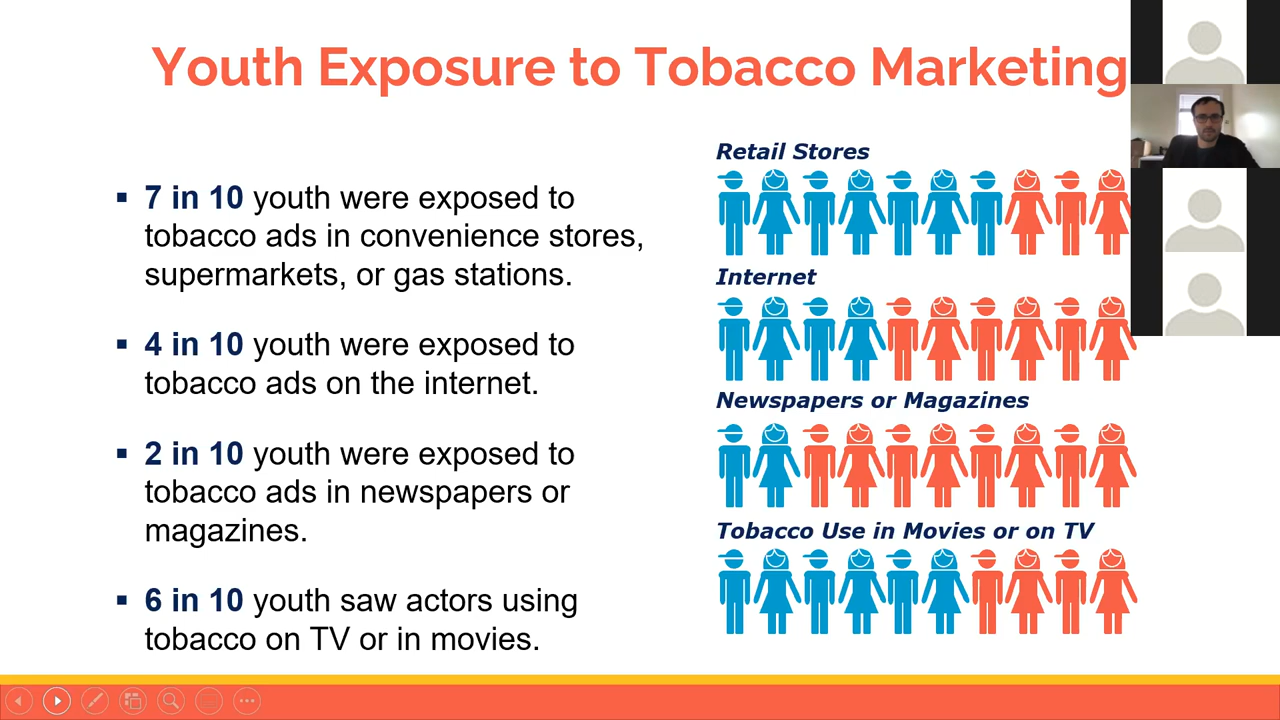 Youth Exposure to Tobacco Marketing
▪ 7 in 10 youth were exposed to
tobacco ads in convenience stores,
supermarkets, or gas stations.
▪ 4 in 10 youth were exposed to
tobacco ads on the internet.
▪ 2 in 10 youth were exposed to
tobacco ads in newspapers or
magazines.
▪ 6 in 10 youth saw actors using
tobacco on TV or in movies.
Retail Stores
Internet
Newspapers or Magazines
Tobacco Use in Movies or on TV